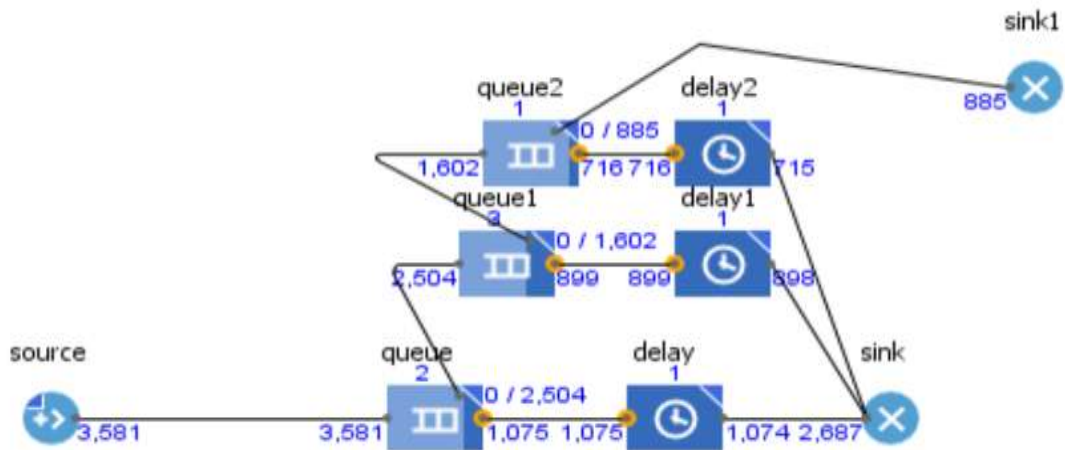 sink1
885
queue2
1
0 / 885
1,602
716
delay2
1
716
715
queue1
3
0 / 1,602
2,504
899
delay1
1
899
898
source
3,581
queue
2
0 / 2,504
3,581
1,075
delay
1
1,075
1,074
sink
2,687